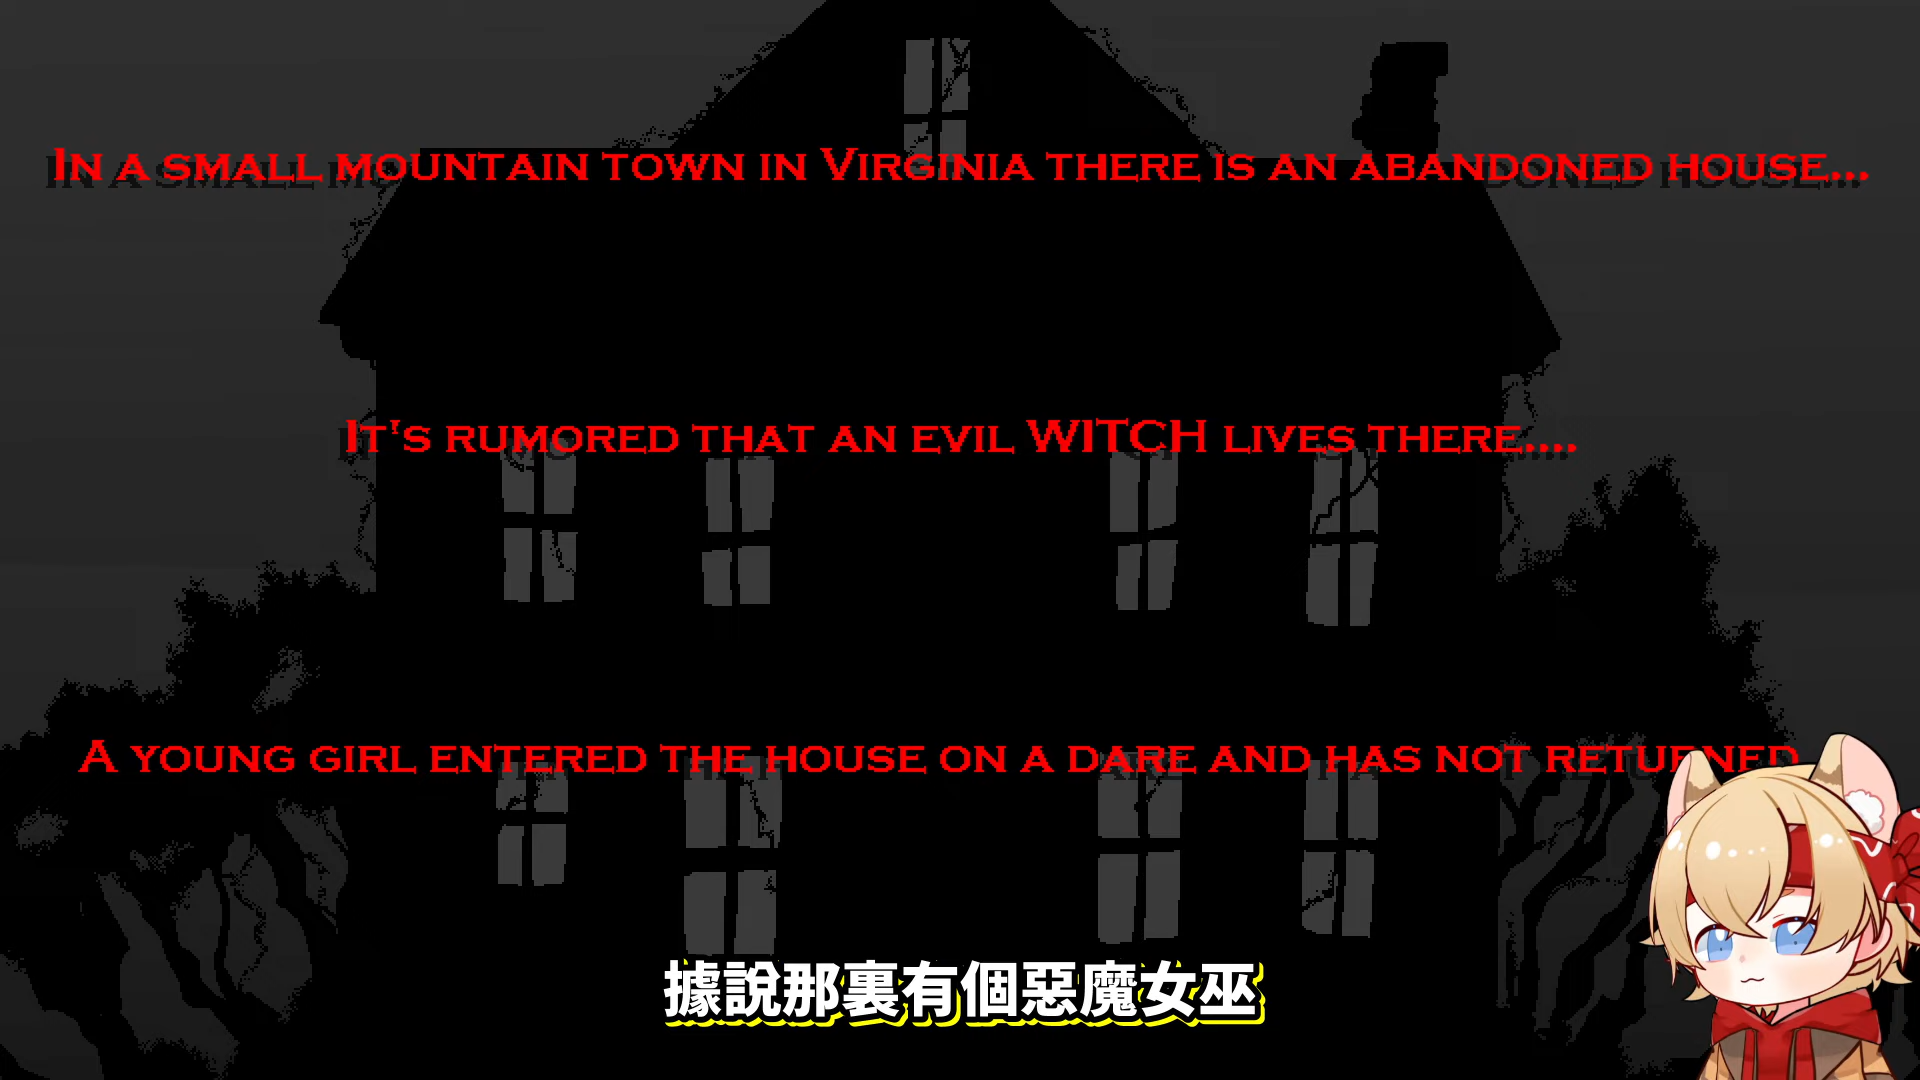 In a small mountain town in Virginia there is an abandoned house...
It's rumored that an evil WITCH lives there....
A young girl entered the house on a dare and has not returned
據說那裏有個惡魔女巫